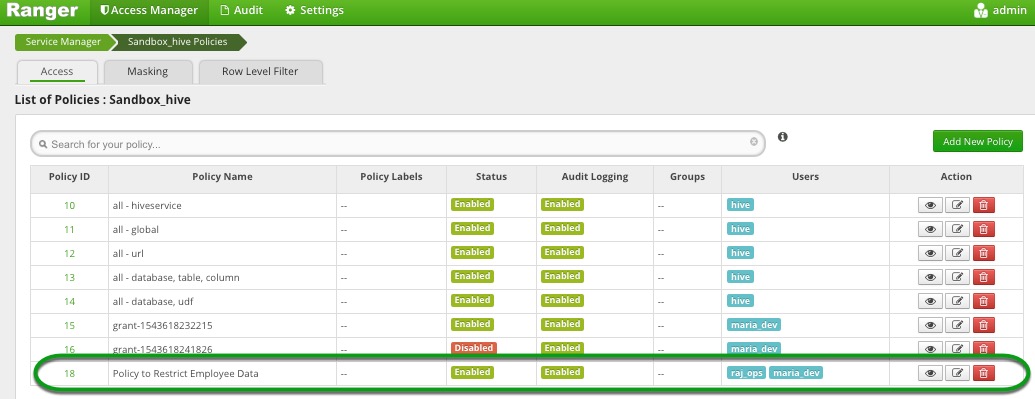 Ranger Access Manager Audit Settings admin
Service Manager Sandbox_hive Policies
Access Masking Row Level Filter
List of Policies : Sandbox_hive
Search for your policy... Add New Policy
Policy ID Policy Name Policy Labels Status Audit Logging Groups Users Action
10 all - hiveservice -- Enabled Enabled -- hive
11 all - global -- Enabled Enabled -- hive
12 all - url -- Enabled Enabled -- hive
13 all - database, table, column -- Enabled Enabled -- hive
14 all - database, udf -- Enabled Enabled -- hive
15 grant-1543618232215 -- Enabled Enabled -- maria_dev
16 grant-1543618241826 -- Disabled Enabled -- maria_dev
18 Policy to Restrict Employee Data -- Enabled Enabled -- raj_ops maria_dev